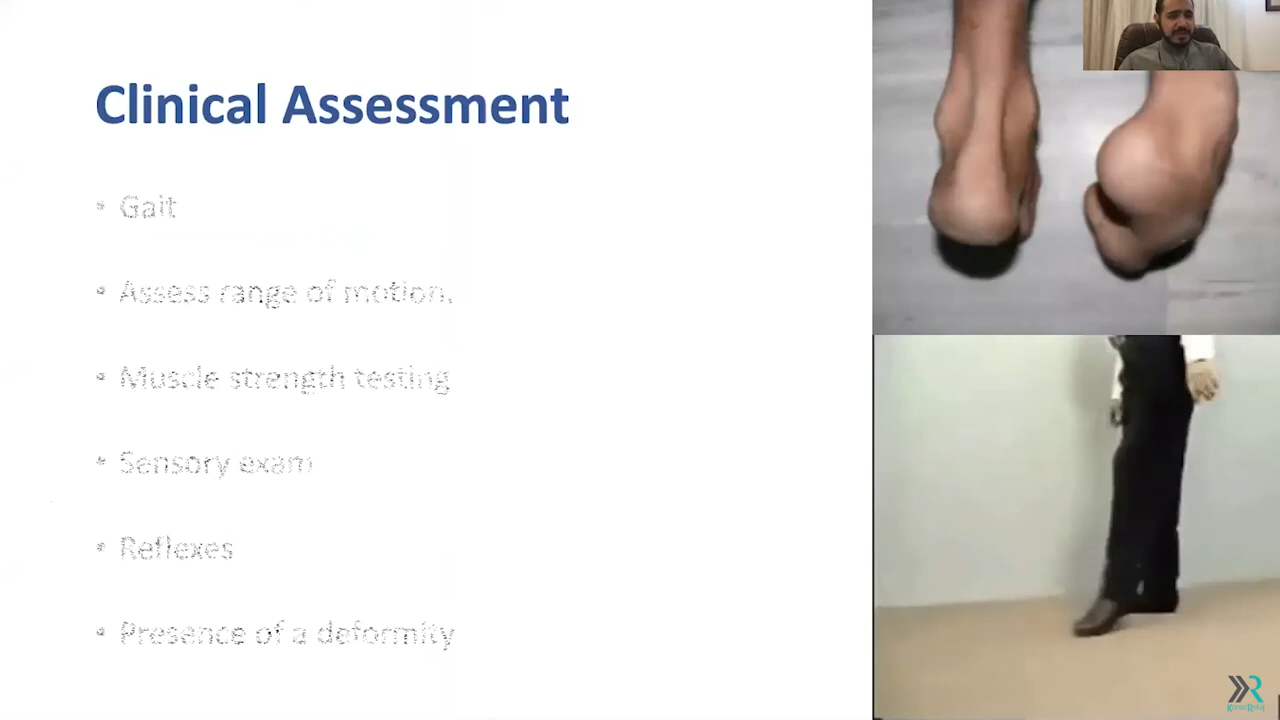 Clinical Assessment
• Gait
• Assess range of motion.
• Muscle strength testing
• Sensory exam
• Reflexes
• Presence of a deformity